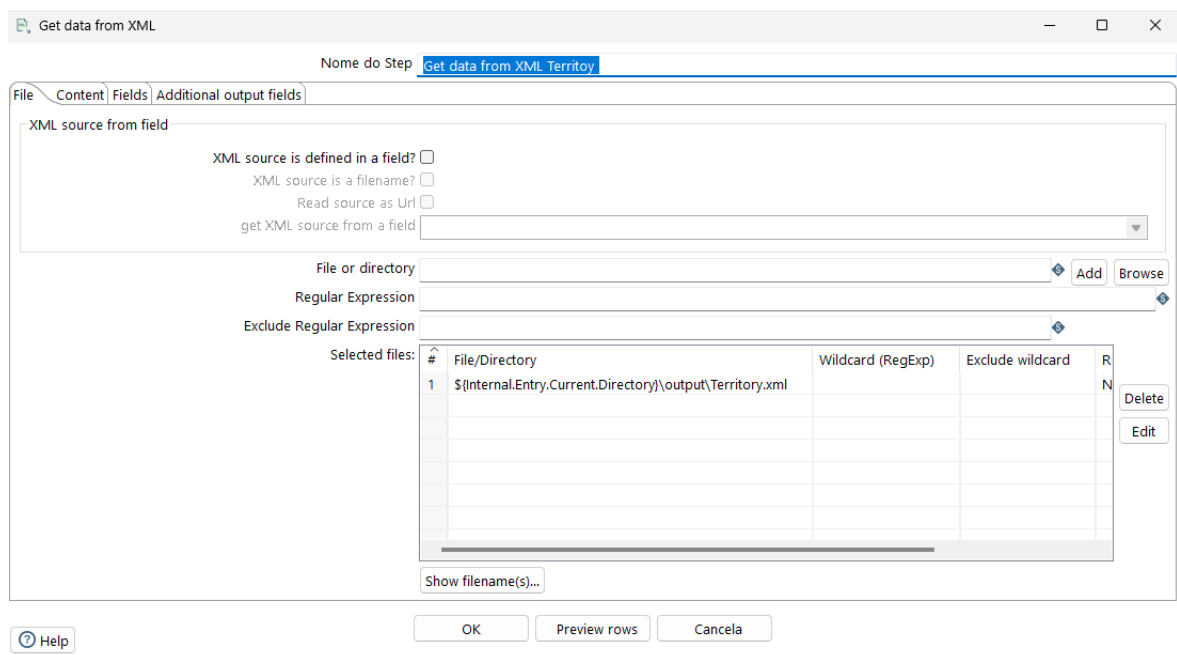 Get data from XML
Nome do Step Get data from XML Territoy
File Content Fields Additional output fields
XML source from field
XML source is defined in a field?
XML source is a filename?
Read source as Url
get XML source from a field
File or directory Add Browse
Regular Expression
Exclude Regular Expression
Selected files: # File/Directory Wildcard (RegExp) Exclude wildcard R
1 ${Internal.Entry.Current.Directory}\output\Territory.xml N
Delete
Edit
Show filename(s)...
OK Preview rows Cancela
Help